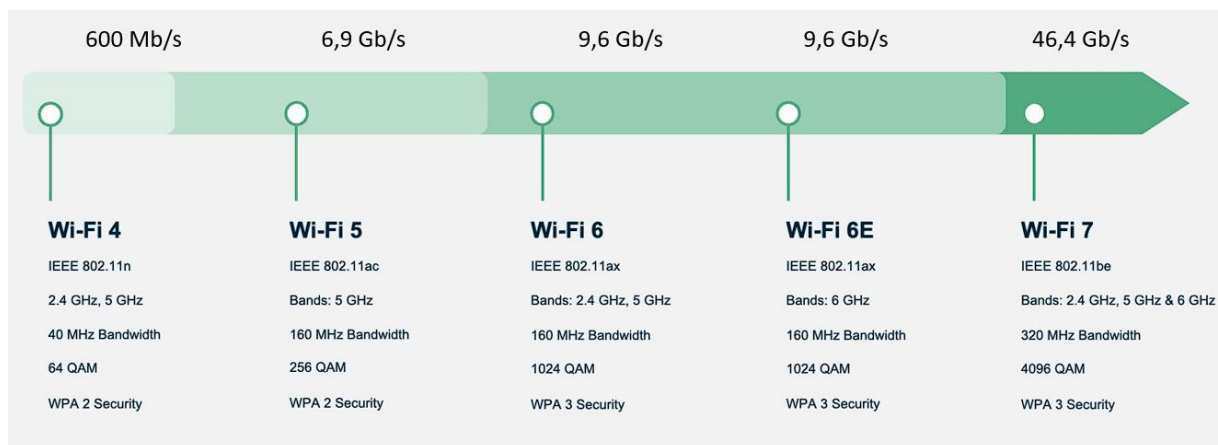 600 Mb/s
6,9 Gb/s
9,6 Gb/s
9,6 Gb/s
46,4 Gb/s
Wi-Fi 4
IEEE 802.11n
2.4 GHz, 5 GHz
40 MHz Bandwidth
64 QAM
WPA 2 Security
Wi-Fi 5
IEEE 802.11ac
Bands: 5 GHz
160 MHz Bandwidth
256 QAM
WPA 2 Security
Wi-Fi 6
IEEE 802.11ax
Bands: 2.4 GHz, 5 GHz
160 MHz Bandwidth
1024 QAM
WPA 3 Security
Wi-Fi 6E
IEEE 802.11ax
Bands: 6 GHz
160 MHz Bandwidth
1024 QAM
WPA 3 Security
Wi-Fi 7
IEEE 802.11be
Bands: 2.4 GHz, 5 GHz & 6 GHz
320 MHz Bandwidth
4096 QAM
WPA 3 Security